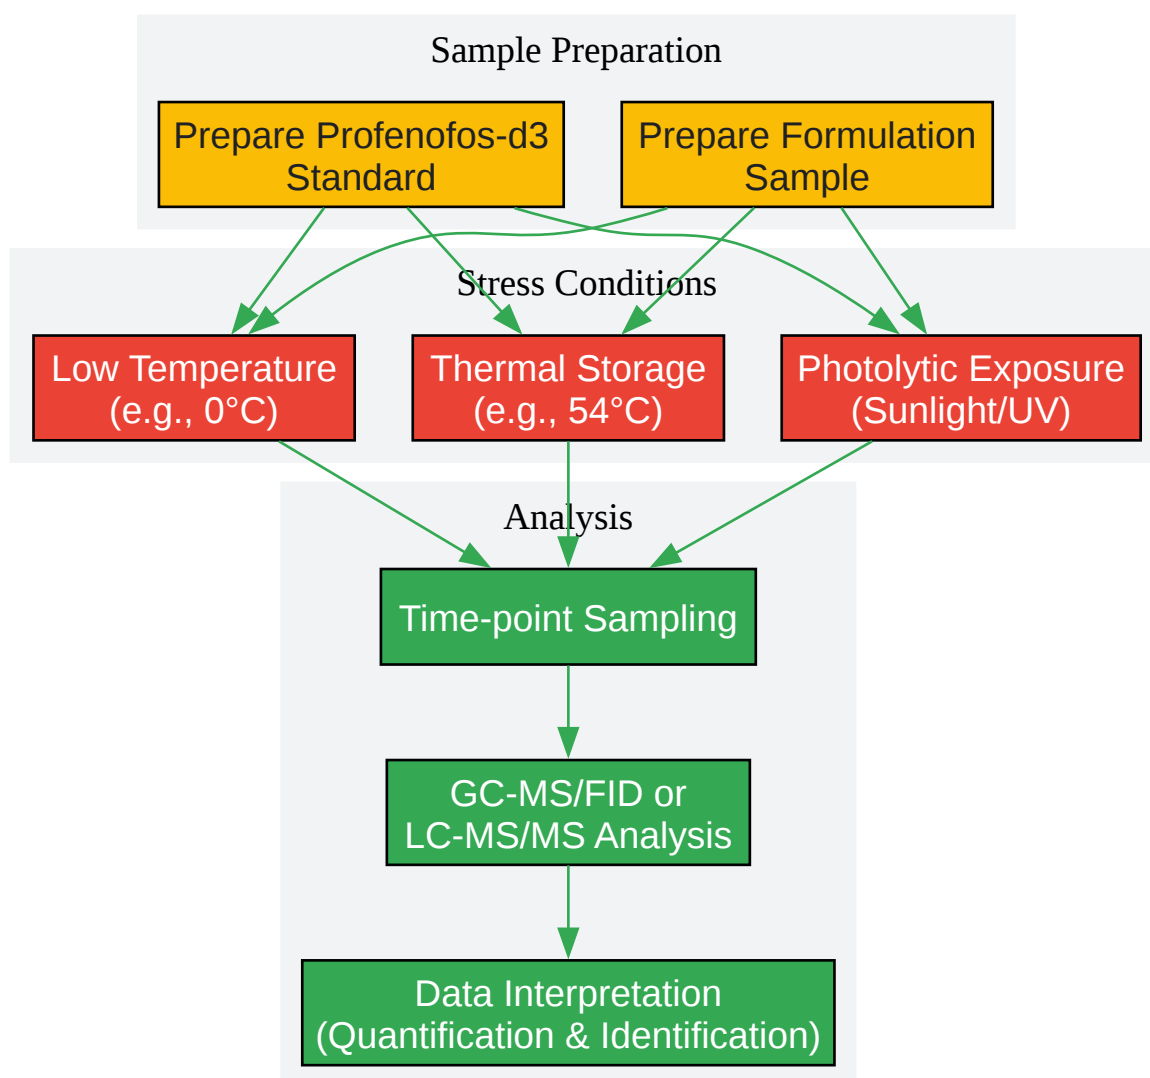 Sample Preparation
Prepare Profenofos-d3
Standard
Prepare Formulation
Sample
Stress Conditions
Low Temperature
(e.g., 0°C)
Thermal Storage
(e.g., 54°C)
Photolytic Exposure
(Sunlight/UV)
Analysis
Time-point Sampling
GC-MS/FID or
LC-MS/MS Analysis
Data Interpretation
(Quantification & Identification)